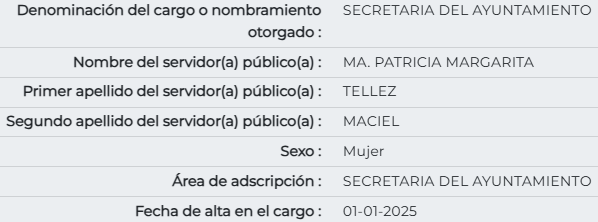 Denominación del cargo o nombramiento SECRETARIA DEL AYUNTAMIENTO
otorgado :
Nombre del servidor(a) público(a) : MA. PATRICIA MARGARITA
Primer apellido del servidor(a) público(a) : TELLEZ
Segundo apellido del servidor(a) público(a) : MACIEL
Sexo : Mujer
Área de adscripción : SECRETARIA DEL AYUNTAMIENTO
Fecha de alta en el cargo : 01-01-2025